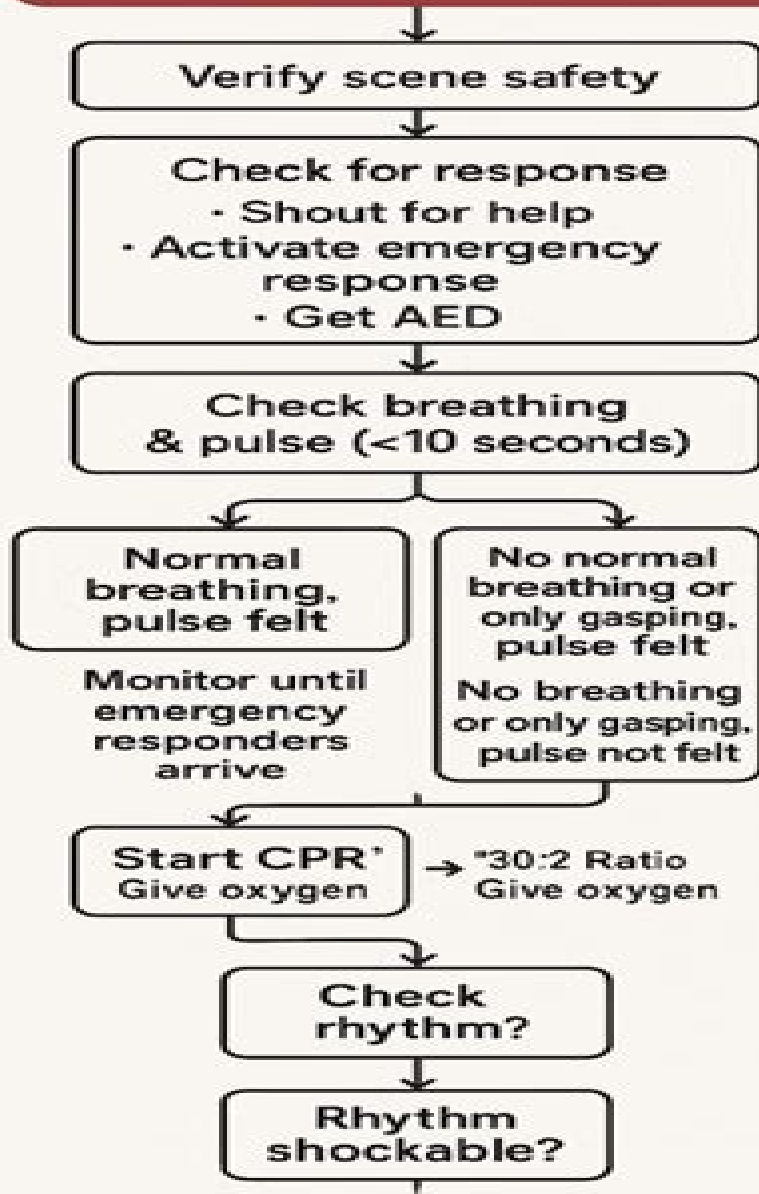 Verify scene safety
Check for response
· Shout for help
· Activate emergency
response
· Get AED
Check breathing
& pulse (<10 seconds)
Normal
breathing,
pulse felt
Monitor until
emergency
responders
arrive
No normal
breathing or
only gasping,
pulse felt
No breathing
or only gasping,
pulse not felt
Start CPR*
Give oxygen
→ *30:2 Ratio
Give oxygen
Check
rhythm?
Rhythm
shockable?